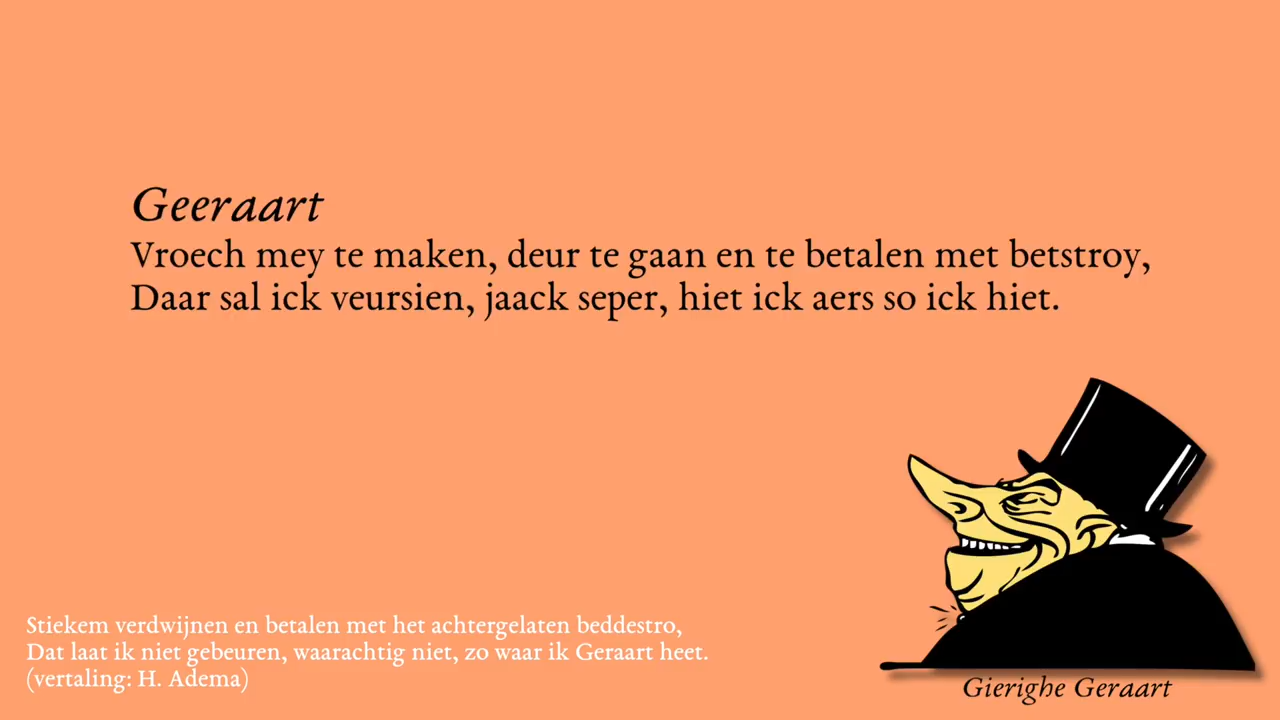 Geeraart
Vroech mey te maken, deur te gaan en te betalen met betstroy,
Daar sal ick veursien, jaack seper, hiet ick aers so ick hiet.
Stiekem verdwijnen en betalen met het achtergelaten beddestro,
Dat laat ik niet gebeuren, waarachtig niet, zo waar ik Geraart heet.
(vertaling: H. Adema)
Gierighe Geraart